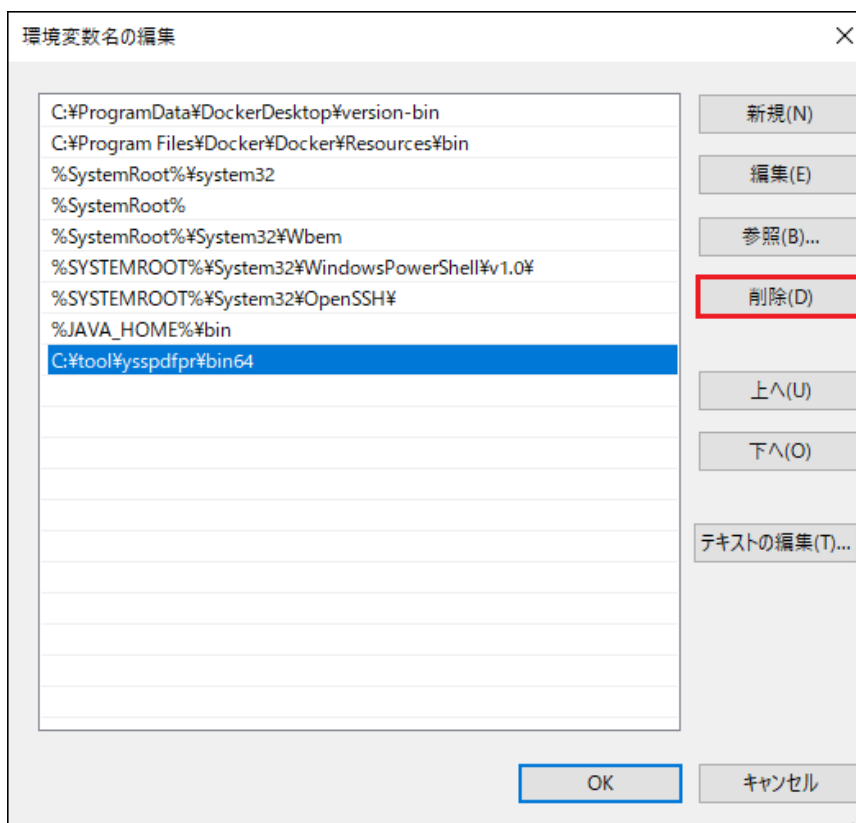 環境変数名の編集
C:¥ProgramData¥DockerDesktop¥version-bin
C:¥Program Files¥Docker¥Docker¥Resources¥bin
%SystemRoot%¥system32
%SystemRoot%
%SystemRoot%¥System32¥Wbem
%SYSTEMROOT%¥System32¥WindowsPowerShell¥v1.0¥
%SYSTEMROOT%¥System32¥OpenSSH¥
%JAVA_HOME%¥bin
C:¥tool¥ysspdfpr¥bin64
新規(N)
編集(E)
参照(B)...
削除(D)
上へ(U)
下へ(O)
テキストの編集(T)...
OK
キャンセル